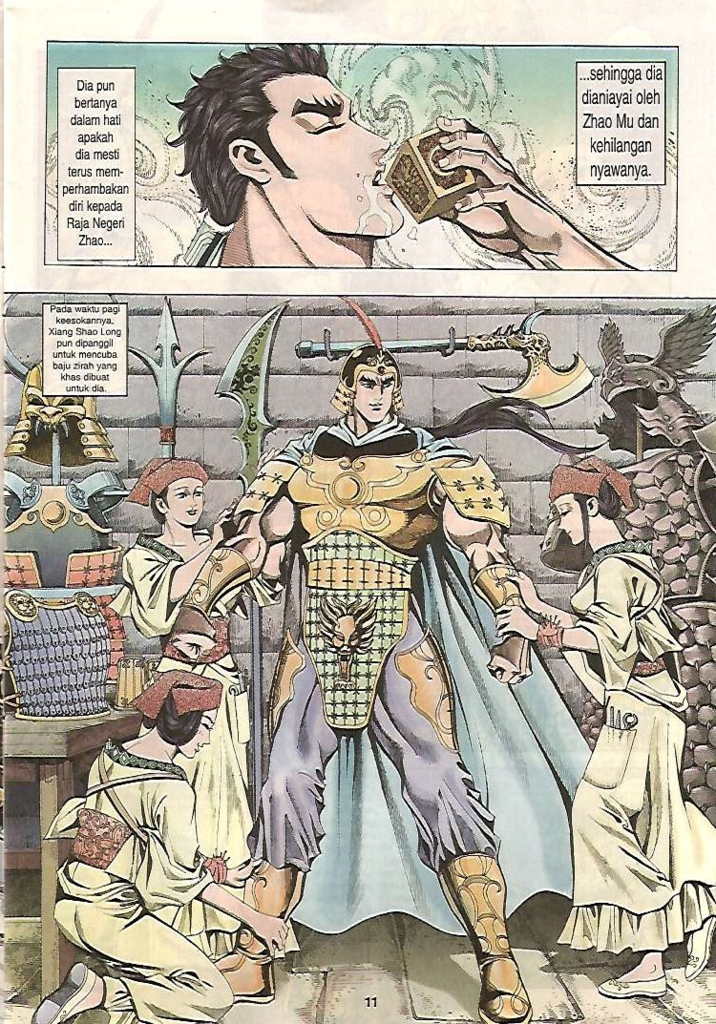 Dia pun
bertanya
dalam hati
apakah
dia mesti
terus mem-
perhambakan
diri kepada
Raja Negeri
Zhao...
...sehingga dia
dianiayai oleh
Zhao Mu dan
kehilangan
nyawanya.
Pada waktu pagi
keesokannya,
Xiang Shao Long
pun dipanggil
untuk mencuba
baju zirah yang
khas dibuat
untuk dia.
11